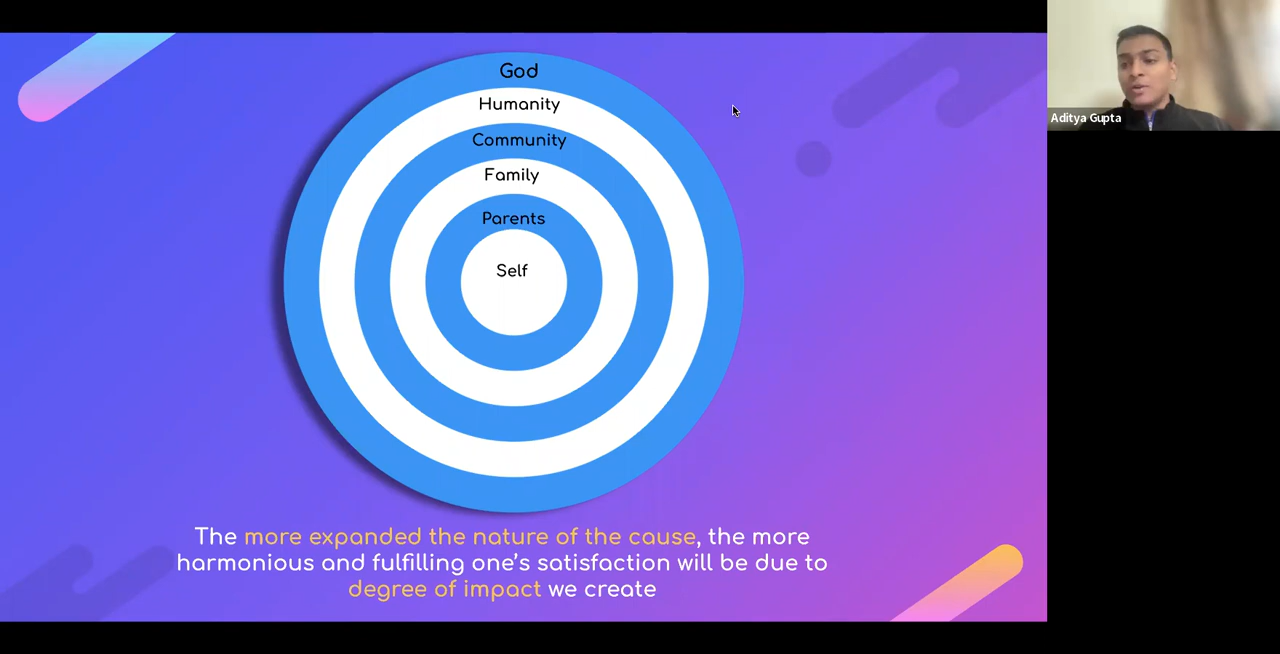 God
Humanity
Community
Family
Parents
Self
The more expanded the nature of the cause, the more
harmonious and fulfilling one's satisfaction will be due to
degree of impact we create
Aditya Gupta